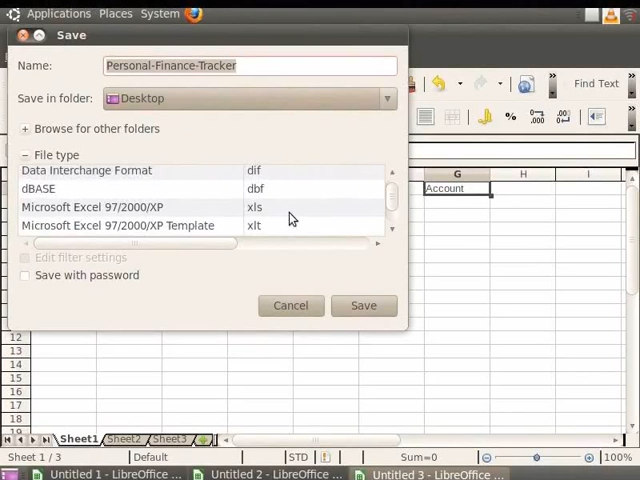 Applications Places System
Save
Name: Personal-Finance-Tracker
Save in folder: Desktop
Find Text
+ Browse for other folders
− File type
Data Interchange Format dif
dBASE dbf
Microsoft Excel 97/2000/XP xls
Microsoft Excel 97/2000/XP Template xlt
Edit filter settings
Save with password
Cancel Save
G H I
Account
12
13
14
15
16
17
18
19
Sheet1 Sheet2 Sheet3
Sheet 1 / 3 Default STD Sum=0 100%
Untitled 1 - LibreOffice ... Untitled 2 - LibreOffice ... Untitled 3 - LibreOffice ...